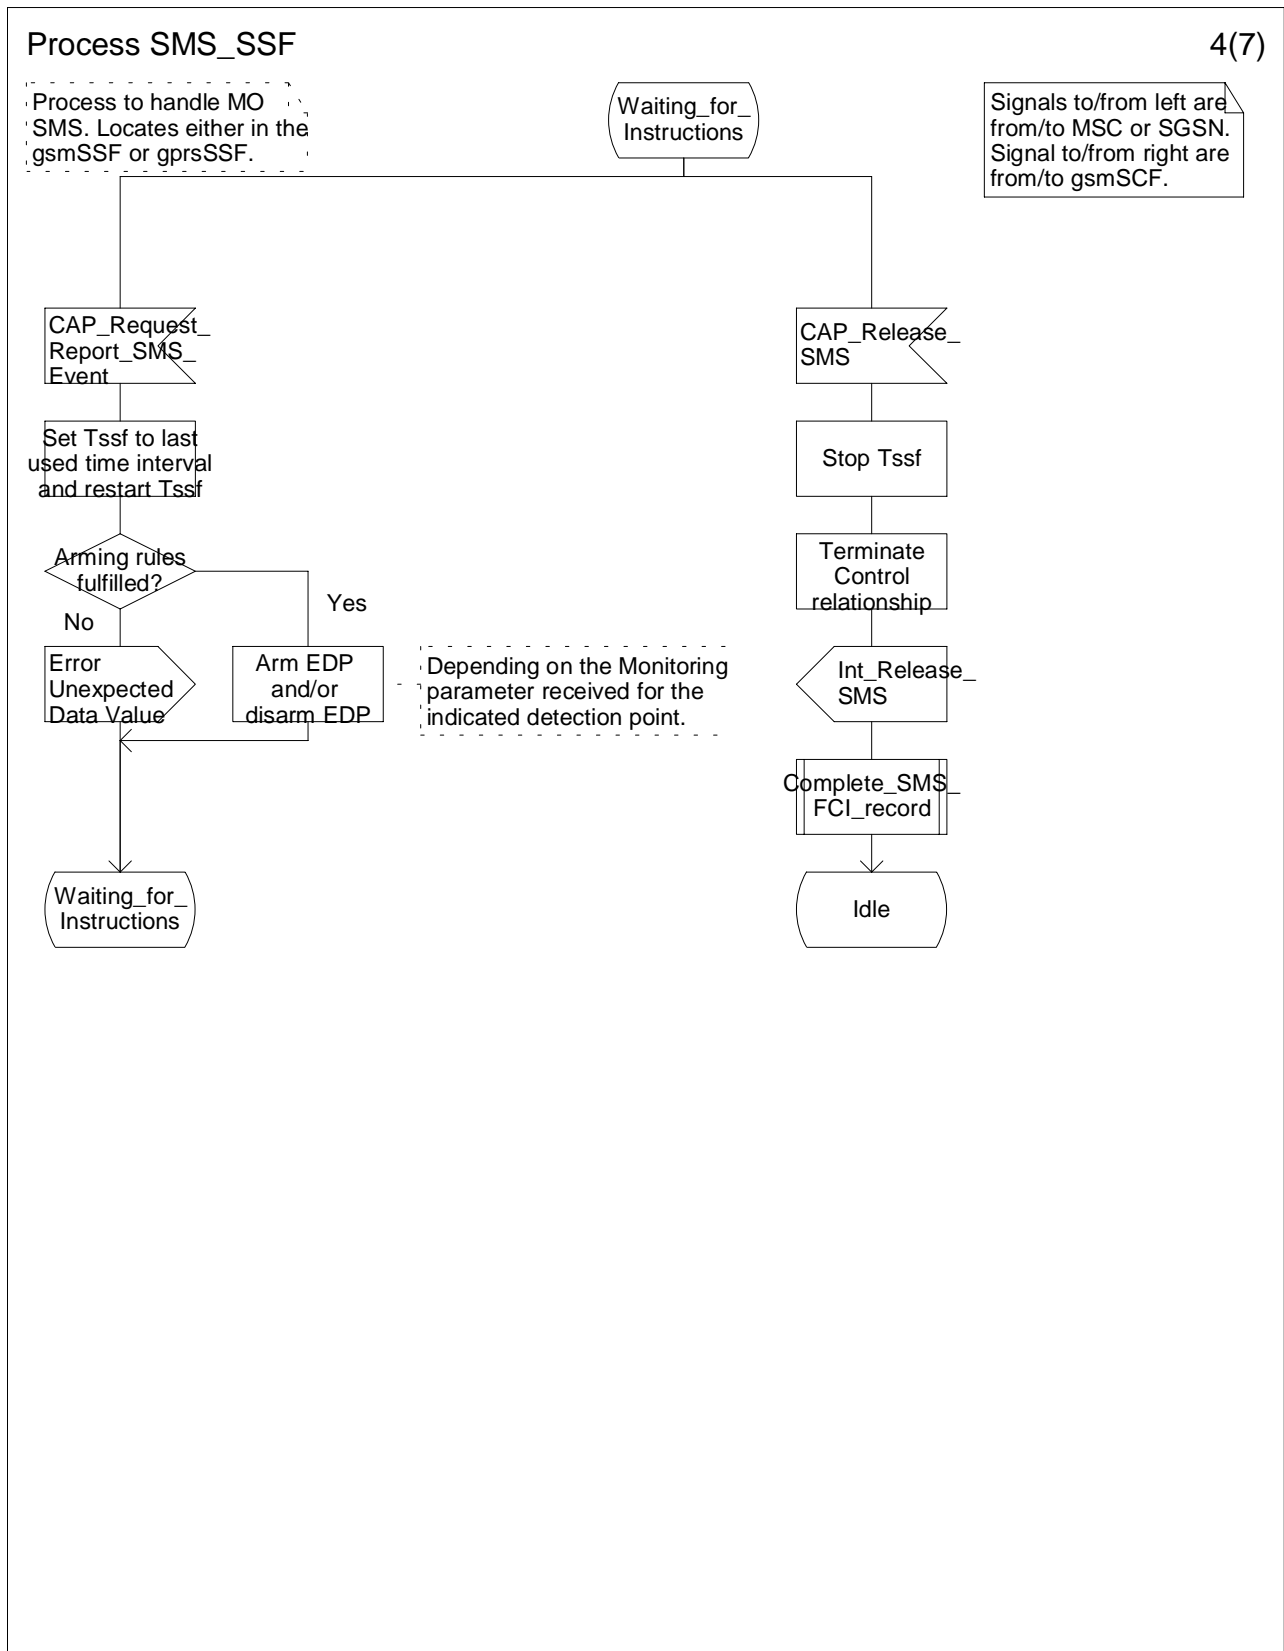 Process SMS_SSF
4(7)
Process to handle MO
SMS. Locates either in the
gsmSSF or gprsSSF.
Waiting_for_
Instructions
Signals to/from left are
from/to MSC or SGSN.
Signal to/from right are
from/to gsmSCF.
CAP_Request_
Report_SMS_
Event
Set Tssf to last
used time interval
and restart Tssf
Arming rules
fulfilled?
Yes
No
Error
Unexpected
Data Value
Arm EDP
and/or
disarm EDP
Depending on the Monitoring
parameter received for the
indicated detection point.
Waiting_for_
Instructions
CAP_Release_
SMS
Stop Tssf
Terminate
Control
relationship
Int_Release_
SMS
Complete_SMS_
FCI_record
Idle